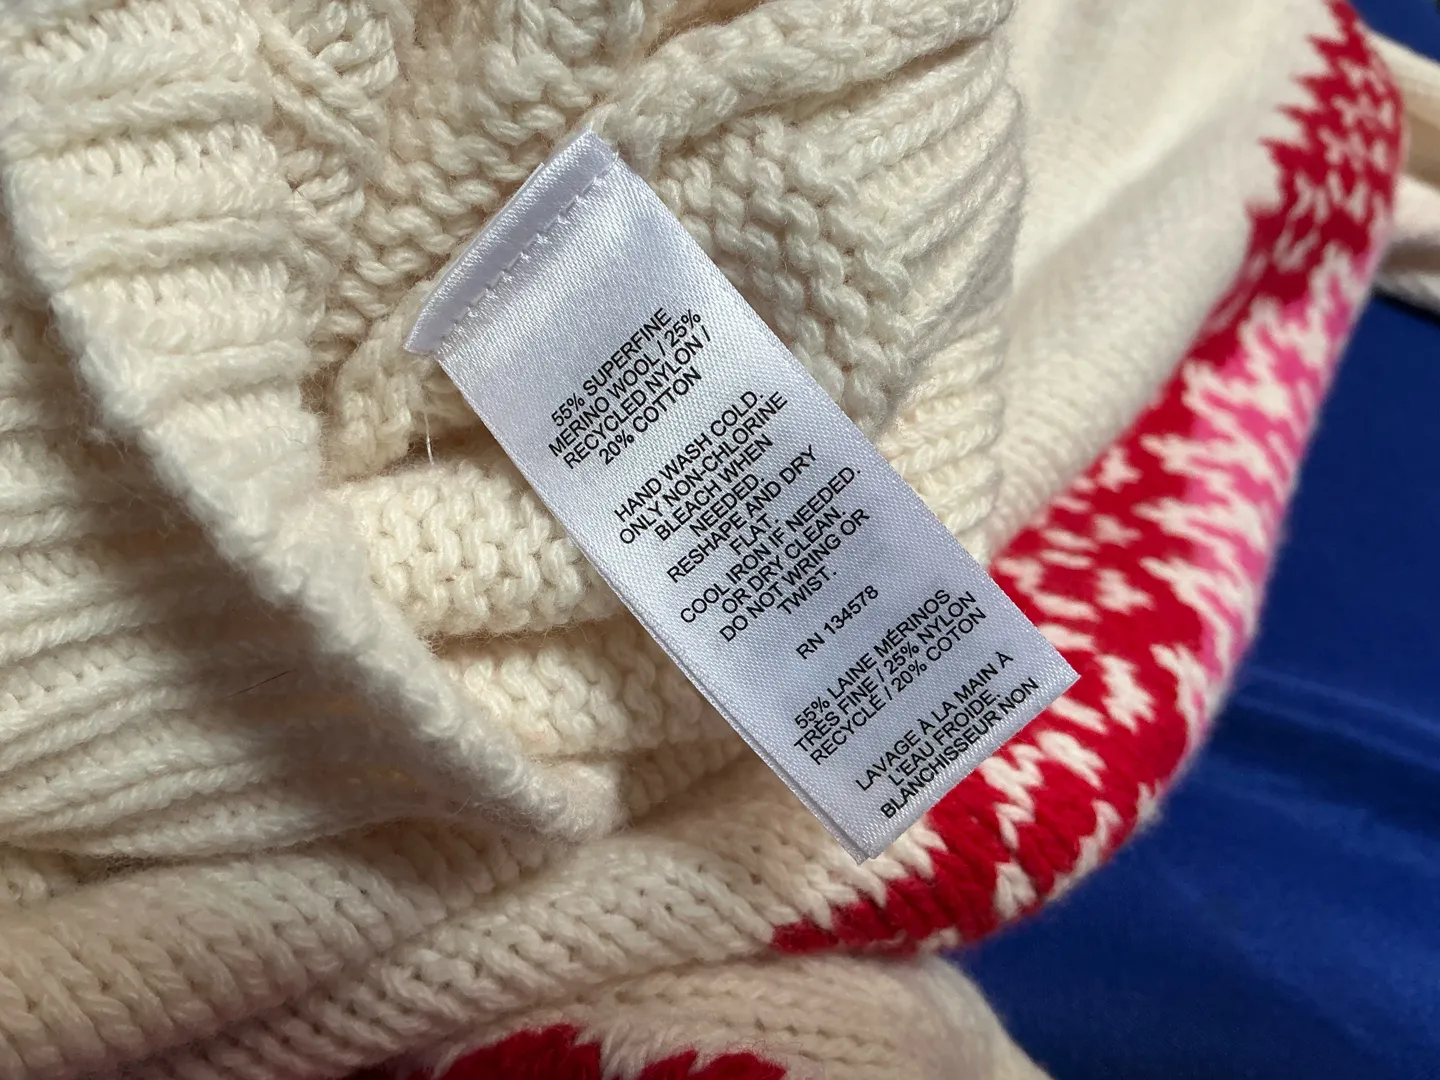 55% SUPERFINE
MERINO WOOL / 25%
RECYCLED NYLON /
20% COTTON
HAND WASH COLD.
ONLY NON-CHLORINE
BLEACH WHEN
NEEDED.
RESHAPE AND DRY
FLAT.
COOL IRON IF NEEDED.
OR DRY CLEAN.
DO NOT WRING OR
TWIST.
RN 134578
55% LAINE MÉRINOS
TRÈS FINE / 25% NYLON
RECYCLÉ / 20% COTON
LAVAGE À LA MAIN À
L'EAU FROIDE.
BLANCHISSEUR NON